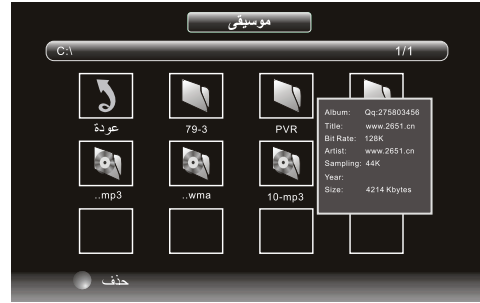 موسيقى
C:\ 1/1
عودة 79-3 PVR
Album: Qq:275803456
Title: www.2651.cn
Bit Rate: 128K
Artist: www.2651.cn
Sampling: 44K
Year:
Size: 4214 Kbytes
..mp3 ..wma 10-mp3
حذف